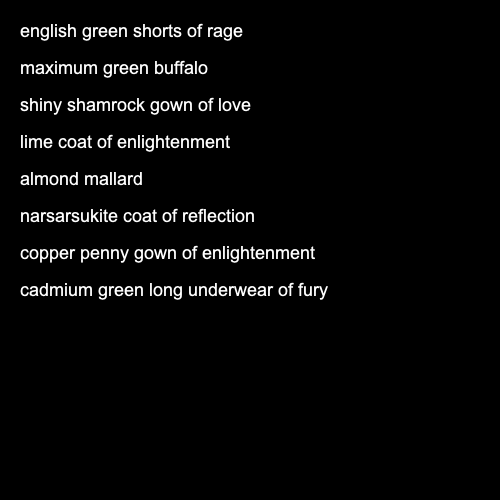 english green shorts of rage
maximum green buffalo
shiny shamrock gown of love
lime coat of enlightenment
almond mallard
narsarsukite coat of reflection
copper penny gown of enlightenment
cadmium green long underwear of fury